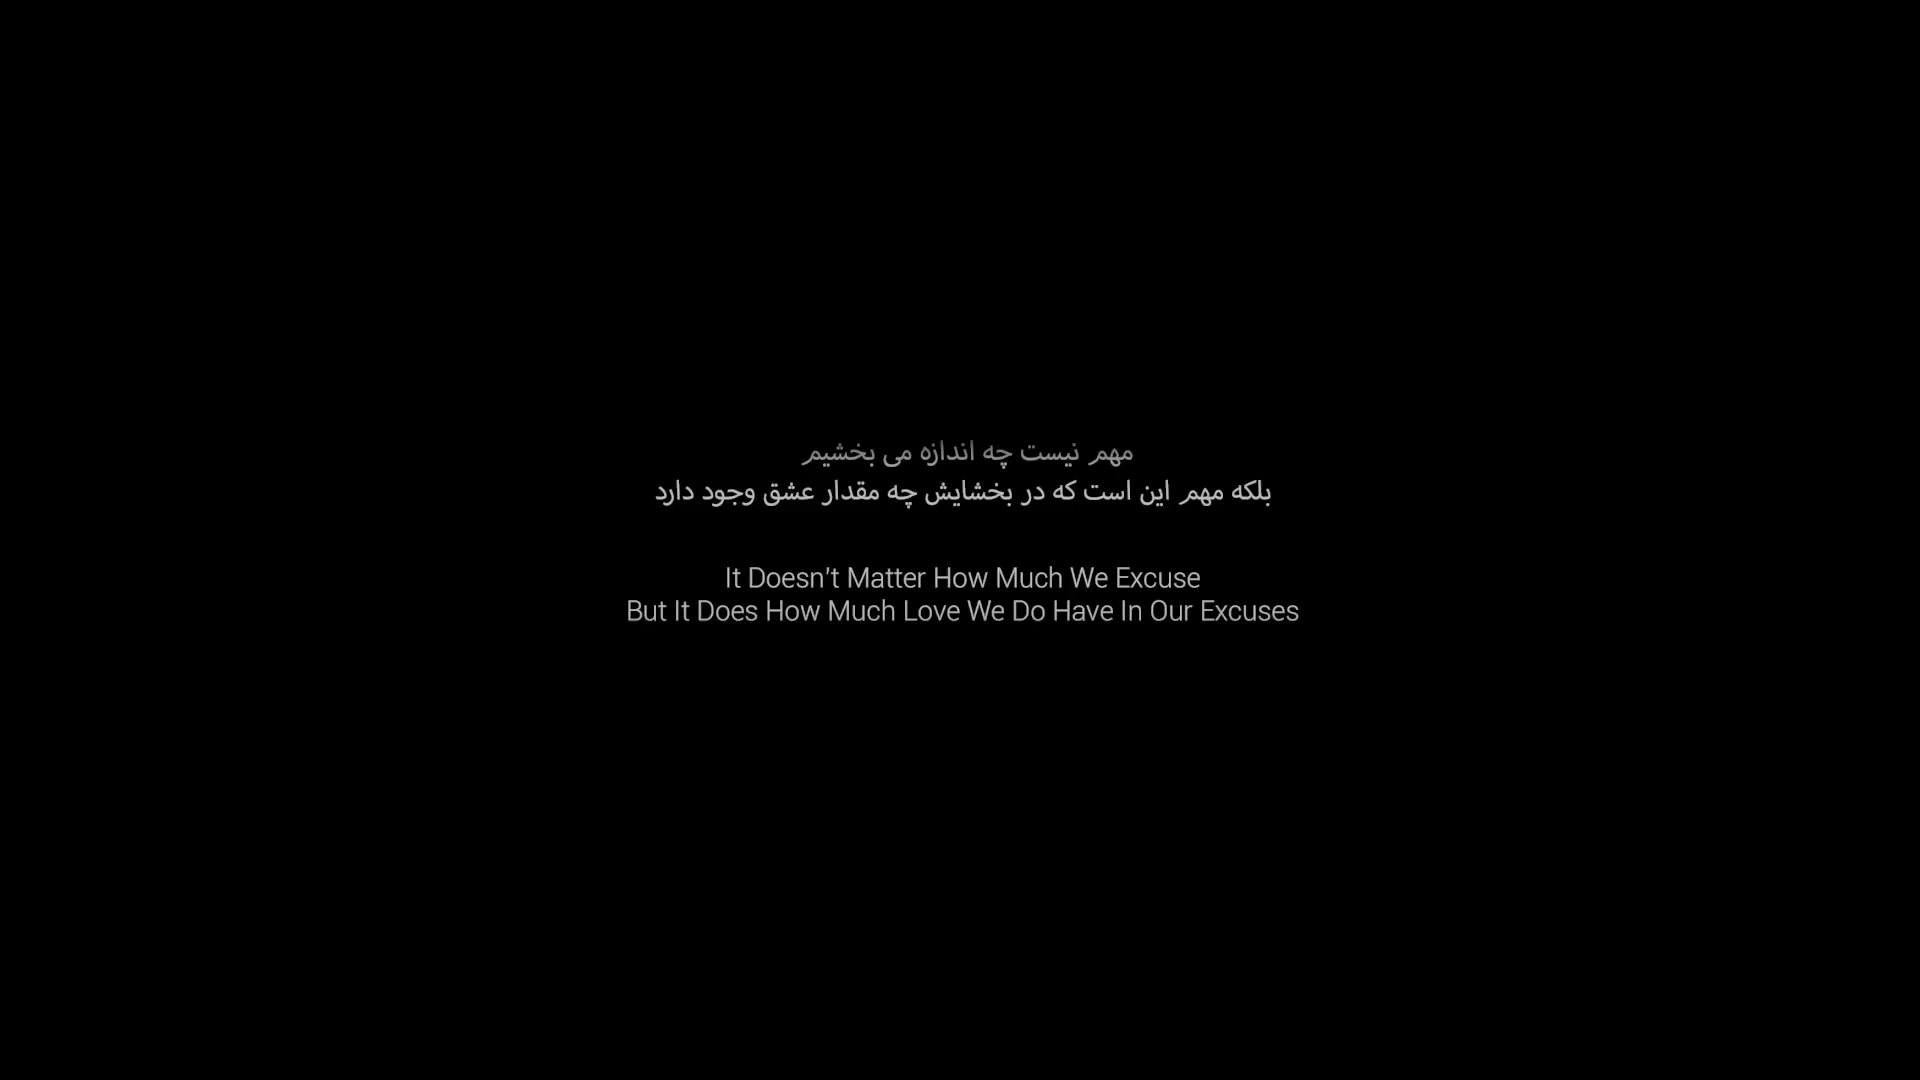 مهم نیست چه اندازه می بخشیم
بلکه مهم این است که در بخشایش چه مقدار عشق وجود دارد
It Doesn't Matter How Much We Excuse
But It Does How Much Love We Do Have In Our Excuses